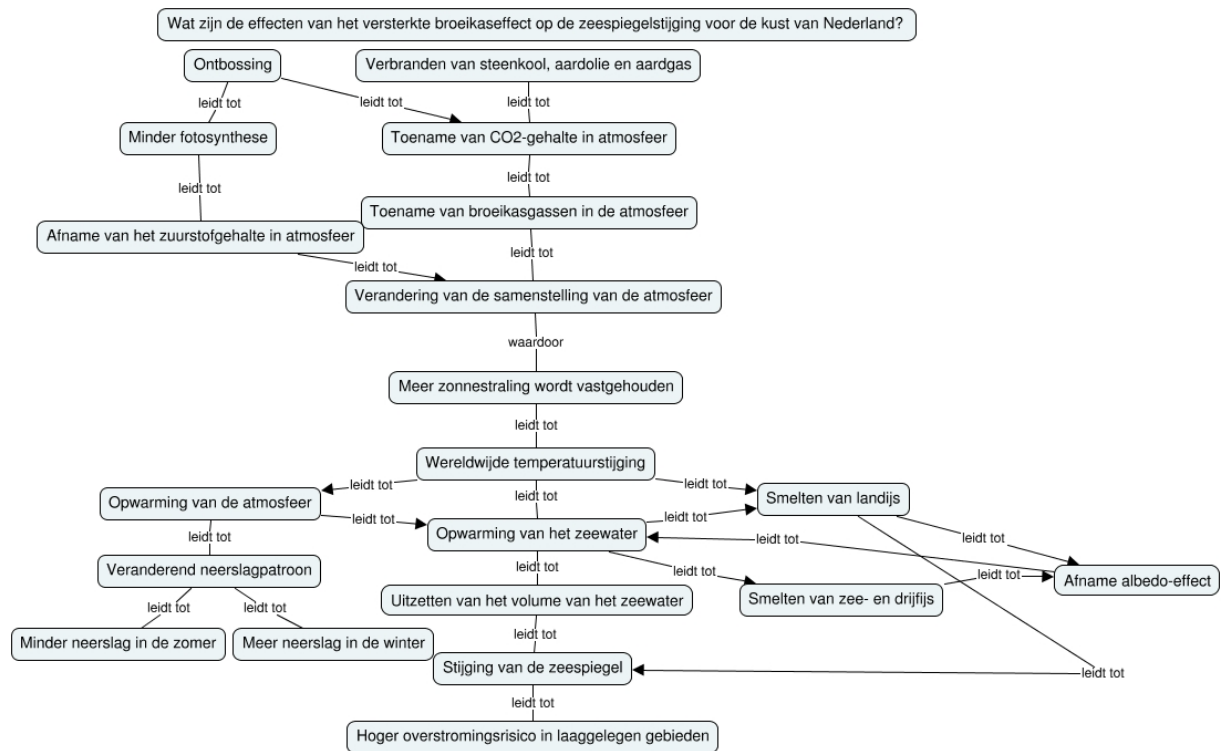 Wat zijn de effecten van het versterkte broeikaseffect op de zeespiegelstijging voor de kust van Nederland?
Ontbossing
Verbranden van steenkool, aardolie en aardgas
leidt tot
leidt tot
leidt tot
Minder fotosynthese
Toename van CO2-gehalte in atmosfeer
leidt tot
leidt tot
Toename van broeikasgassen in de atmosfeer
Afname van het zuurstofgehalte in atmosfeer
leidt tot
leidt tot
Verandering van de samenstelling van de atmosfeer
waardoor
Meer zonnestraling wordt vastgehouden
leidt tot
Wereldwijde temperatuurstijging
leidt tot
leidt tot
leidt tot
Opwarming van de atmosfeer
Smelten van landijs
leidt tot
leidt tot
Opwarming van het zeewater
leidt tot
leidt tot
leidt tot
leidt tot
leidt tot
Veranderend neerslagpatroon
leidt tot
leidt tot
Afname albedo-effect
Uitzetten van het volume van het zeewater
Smelten van zee- en drijfijs
leidt tot
leidt tot
Minder neerslag in de zomer
Meer neerslag in de winter
leidt tot
Stijging van de zeespiegel
leidt tot
leidt tot
Hoger overstromingsrisico in laaggelegen gebieden